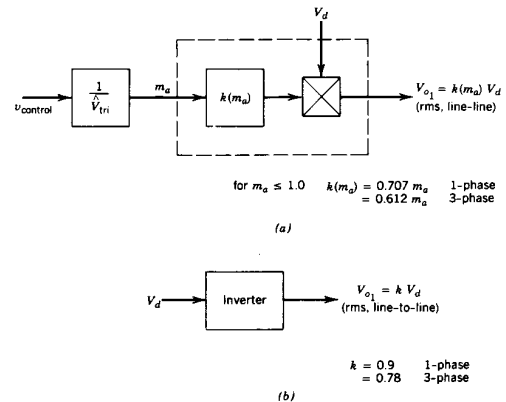 V_d
v_control
1
V̂_tri
m_a
k(m_a)
V_o1 = k(m_a) V_d
(rms, line-line)
for m_a ≤ 1.0 k(m_a) = 0.707 m_a 1-phase
= 0.612 m_a 3-phase
(a)
V_d
Inverter
V_o1 = k V_d
(rms, line-to-line)
k = 0.9 1-phase
= 0.78 3-phase
(b)